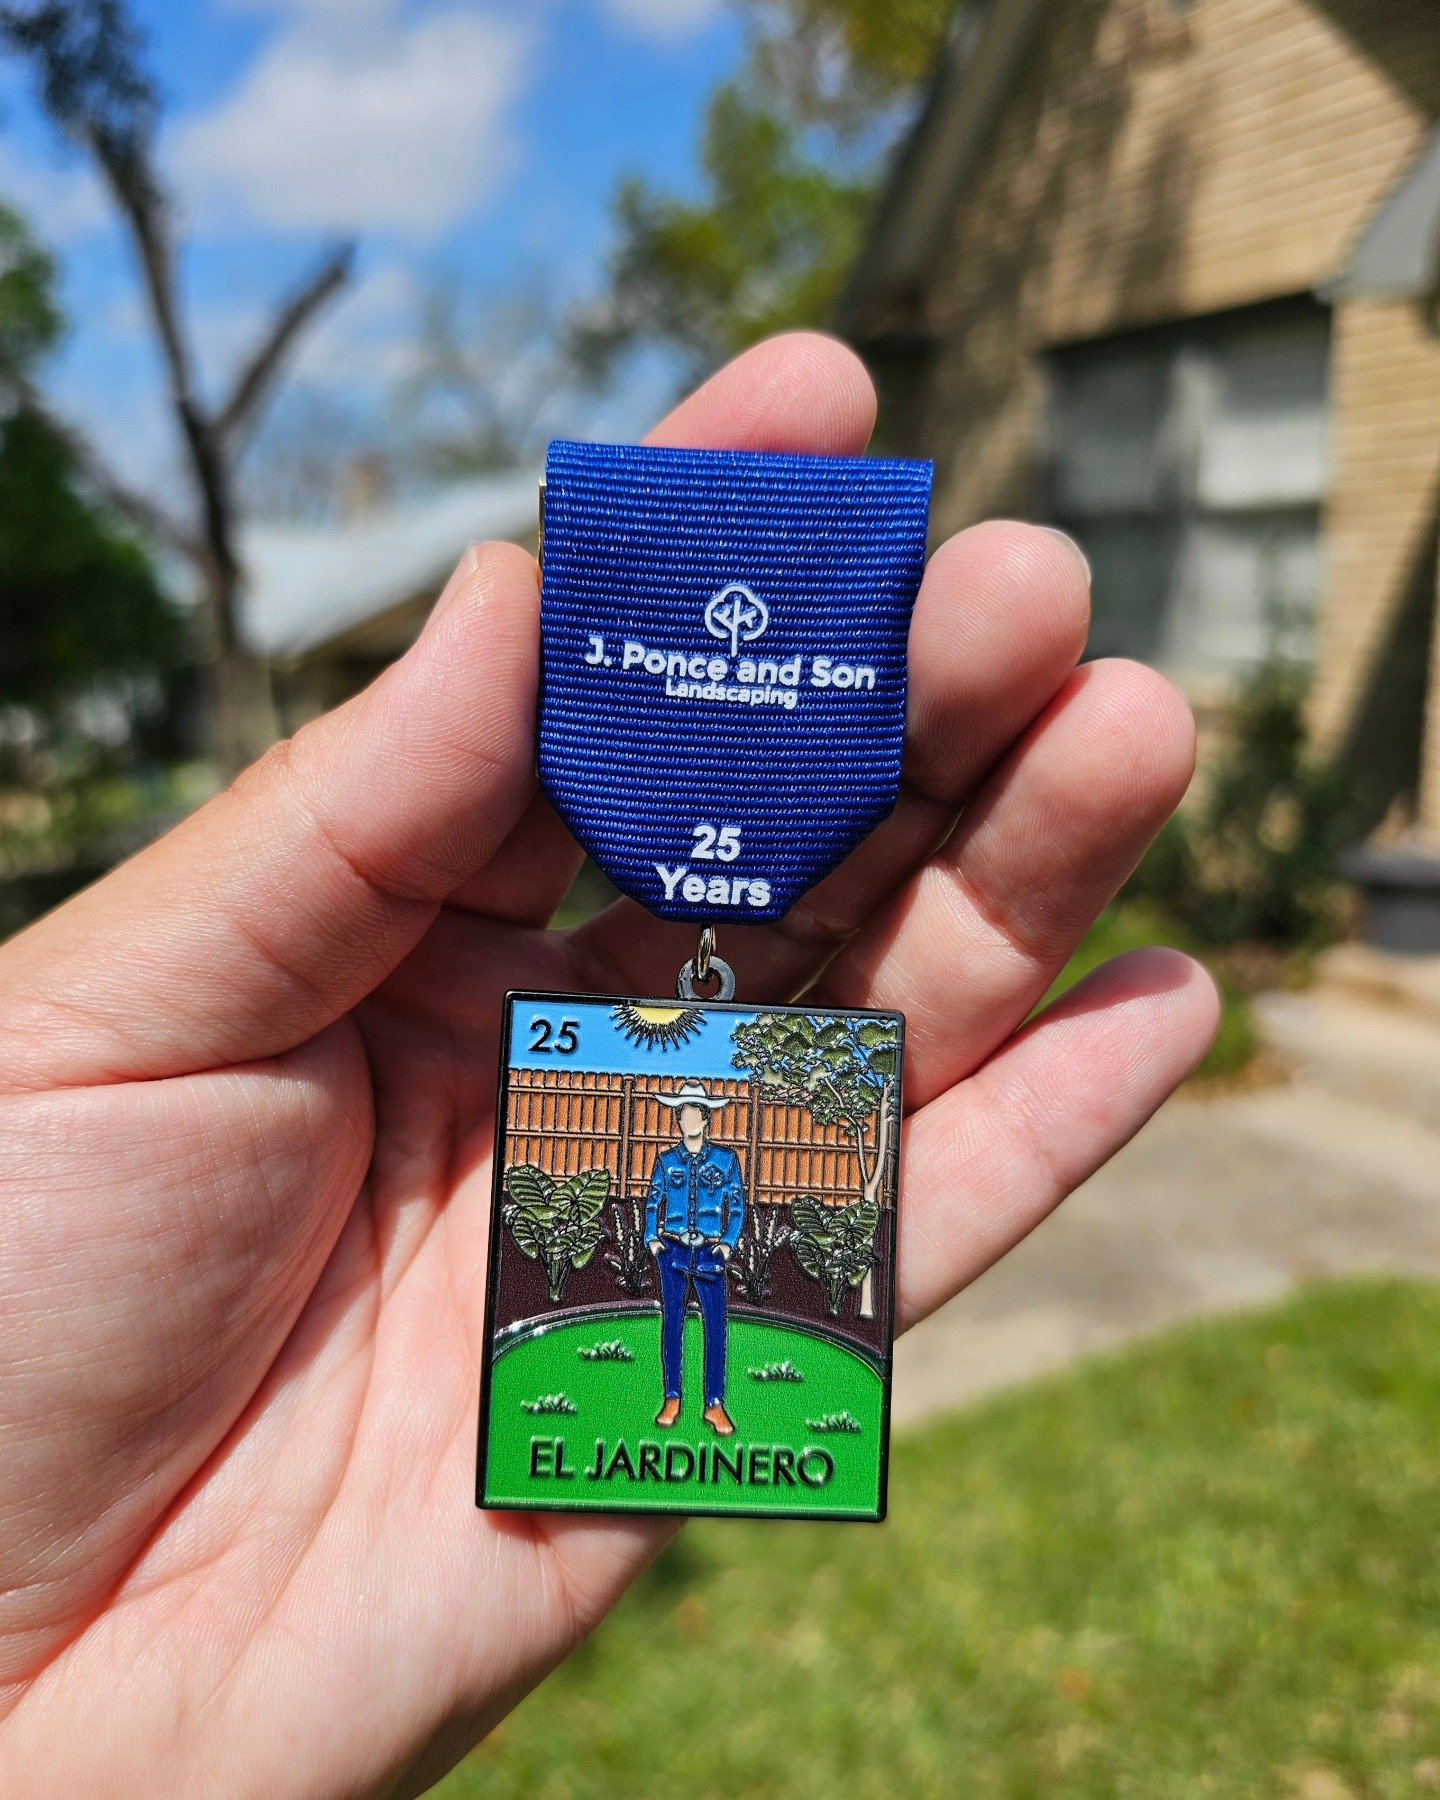 J. Ponce and Son
Landscaping
25
Years
25
EL JARDINERO